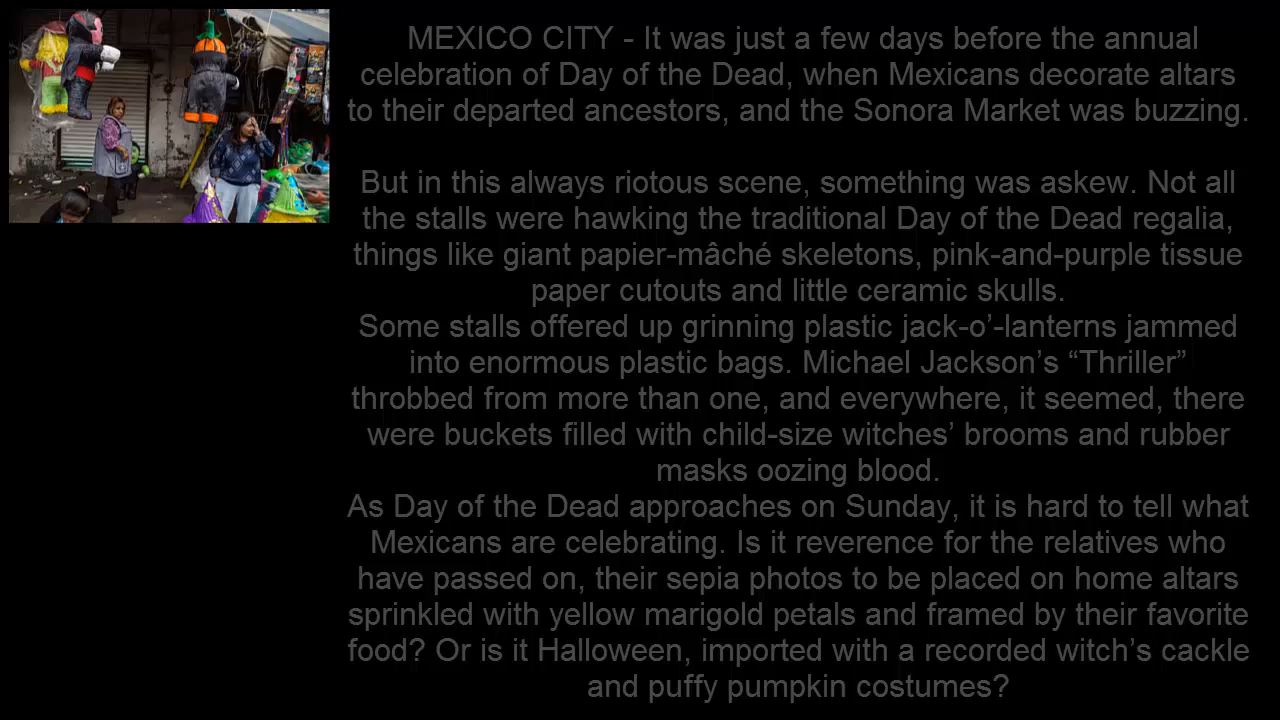 MEXICO CITY - It was just a few days before the annual
celebration of Day of the Dead, when Mexicans decorate altars
to their departed ancestors, and the Sonora Market was buzzing.
But in this always riotous scene, something was askew. Not all
the stalls were hawking the traditional Day of the Dead regalia,
things like giant papier-mâché skeletons, pink-and-purple tissue
paper cutouts and little ceramic skulls.
Some stalls offered up grinning plastic jack-o’-lanterns jammed
into enormous plastic bags. Michael Jackson’s “Thriller”
throbbed from more than one, and everywhere, it seemed, there
were buckets filled with child-size witches’ brooms and rubber
masks oozing blood.
As Day of the Dead approaches on Sunday, it is hard to tell what
Mexicans are celebrating. Is it reverence for the relatives who
have passed on, their sepia photos to be placed on home altars
sprinkled with yellow marigold petals and framed by their favorite
food? Or is it Halloween, imported with a recorded witch’s cackle
and puffy pumpkin costumes?